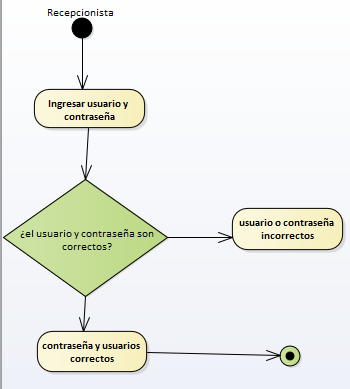 Recepcionista
Ingresar usuario y
contraseña
¿el usuario y contraseña son
correctos?
usuario o contraseña
incorrectos
contraseña y usuarios
correctos